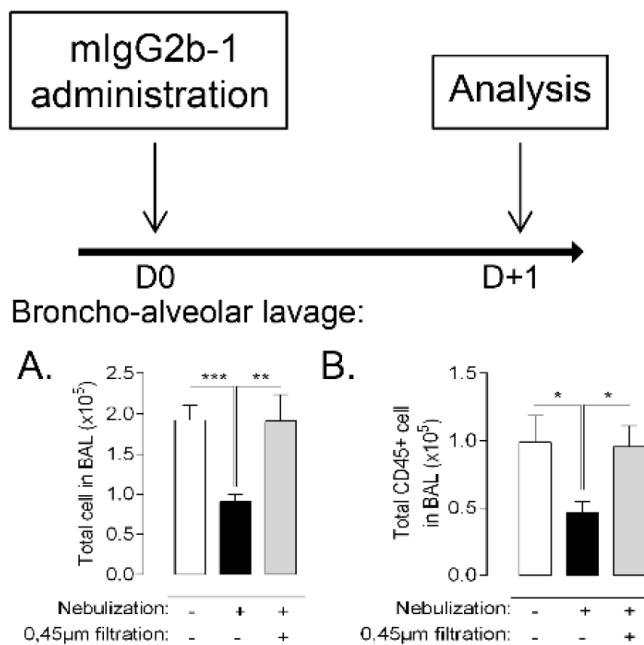 mIgG2b-1
administration
Analysis
D0 D+1
Broncho-alveolar lavage:
A.
Total cell in BAL (x10⁵)
2.5
2.0
1.5
1.0
0.5
0.0
*** **
Nebulization: - + +
0,45µm filtration: - - +
B.
Total CD45+ cell
in BAL (x10⁵)
1.5
1.0
0.5
0.0
* *
Nebulization: - + +
0,45µm filtration: - - +